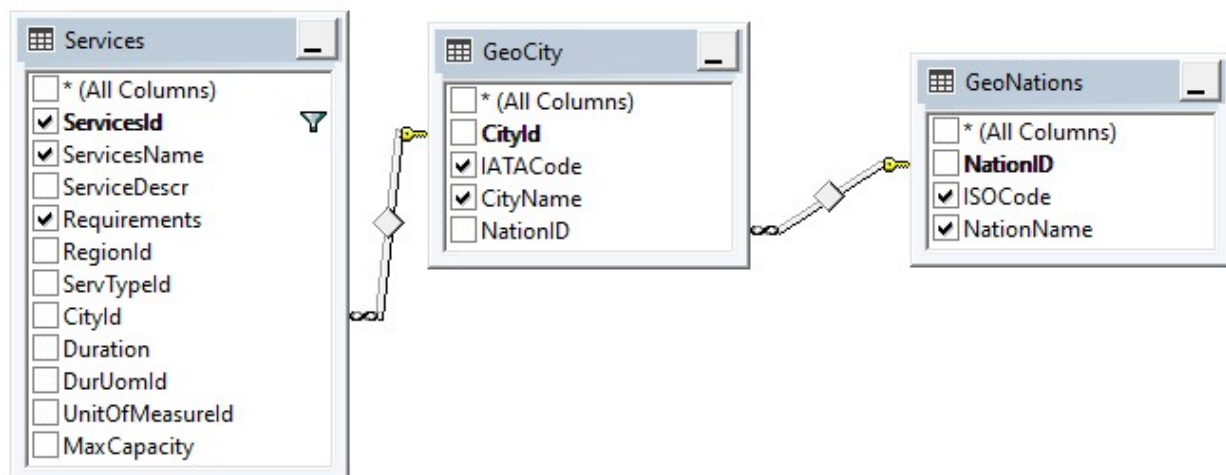 Services
* (All Columns)
ServicesId
ServicesName
ServiceDescr
Requirements
RegionId
ServTypeId
CityId
Duration
DurUomId
UnitOfMeasureId
MaxCapacity
GeoCity
* (All Columns)
CityId
IATACode
CityName
NationID
GeoNations
* (All Columns)
NationID
ISOCode
NationName